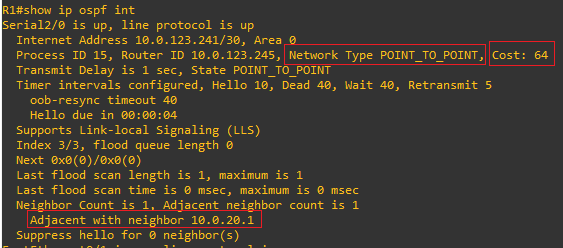 R1#show ip ospf int
Serial2/0 is up, line protocol is up
Internet Address 10.0.123.241/30, Area 0
Process ID 15, Router ID 10.0.123.245, Network Type POINT_TO_POINT, Cost: 64
Transmit Delay is 1 sec, State POINT_TO_POINT
Timer intervals configured, Hello 10, Dead 40, Wait 40, Retransmit 5
oob-resync timeout 40
Hello due in 00:00:04
Supports Link-local Signaling (LLS)
Index 3/3, flood queue length 0
Next 0x0(0)/0x0(0)
Last flood scan length is 1, maximum is 1
Last flood scan time is 0 msec, maximum is 0 msec
Neighbor Count is 1, Adjacent neighbor count is 1
Adjacent with neighbor 10.0.20.1
Suppress hello for 0 neighbor(s)